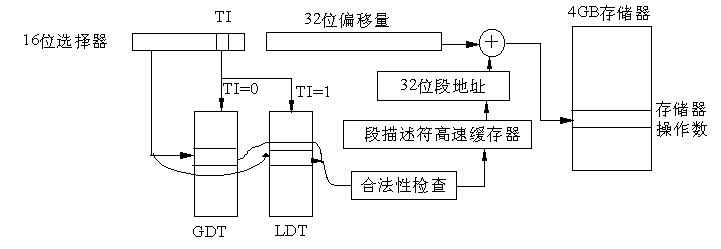 TI
32位偏移量
4GB存储器
16位选择器
+
TI=0
TI=1
32位段地址
存储器
操作数
段描述符高速缓存器
合法性检查
GDT
LDT